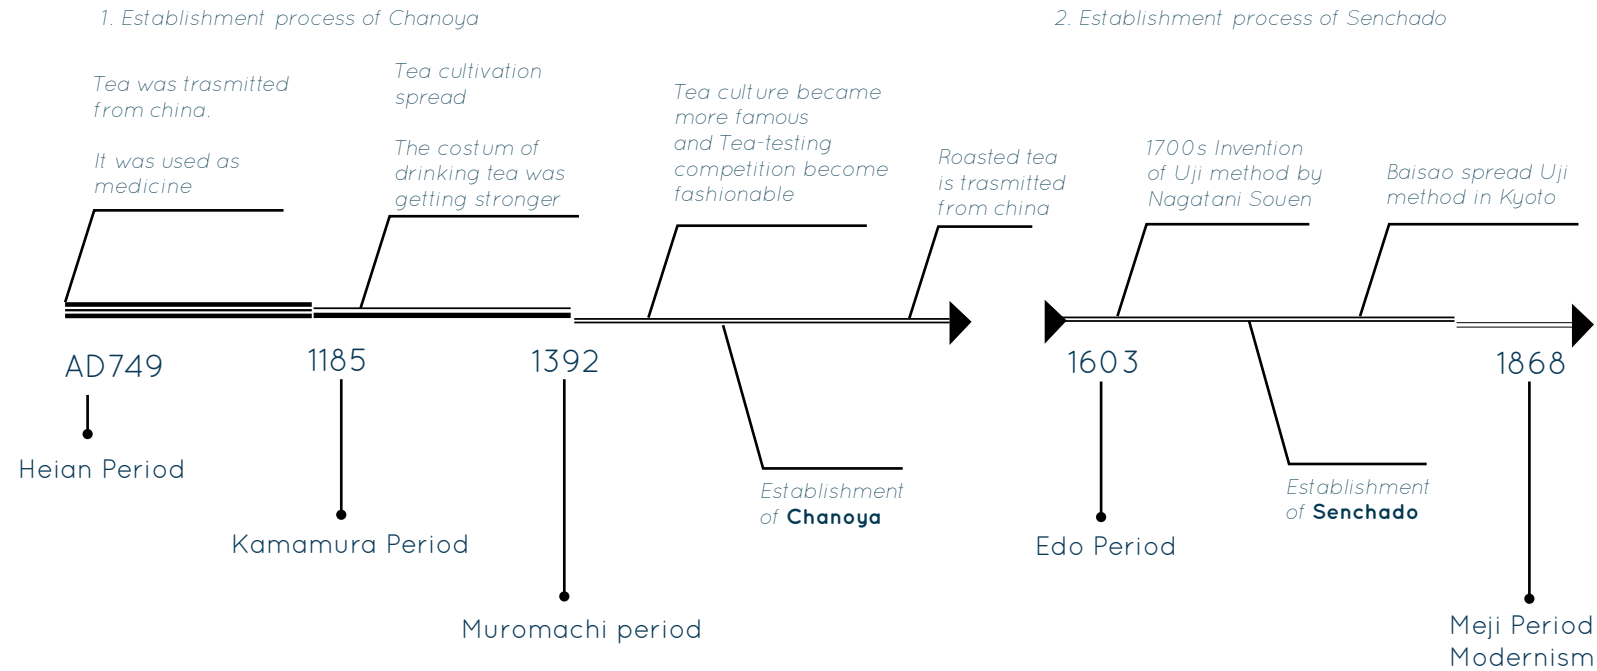 1. Establishment process of Chanoya
Tea was trasmitted
from china.
It was used as
medicine
Tea cultivation
spread
The costum of
drinking tea was
getting stronger
Tea culture became
more famous
and Tea-testing
competition become
fashionable
Roasted tea
is trasmitted
from china
AD749
1185
1392
Heian Period
Kamamura Period
Muromachi period
Establishment
of Chanoya
2. Establishment process of Senchado
1700s Invention
of Uji method by
Nagatani Souen
Baisao spread Uji
method in Kyoto
1603
1868
Edo Period
Establishment
of Senchado
Meji Period
Modernism